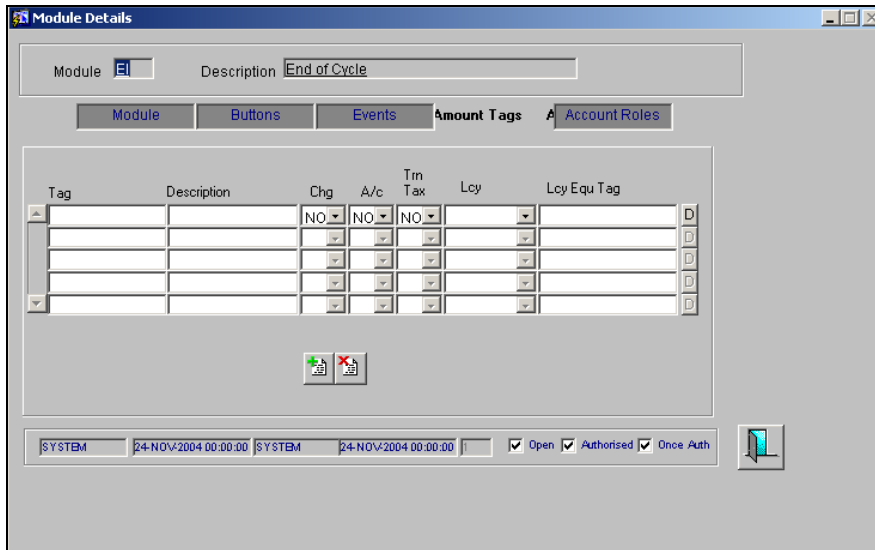 Module Details
Module EI Description End of Cycle
Module Buttons Events Amount Tags A Account Roles
Trn
Tag Description Chg A/c Tax Lcy Lcy Equ Tag
NO NO NO D
D
D
D
D
SYSTEM 24-NOV-2004 00:00:00 SYSTEM 24-NOV-2004 00:00:00 1 Open Authorised Once Auth